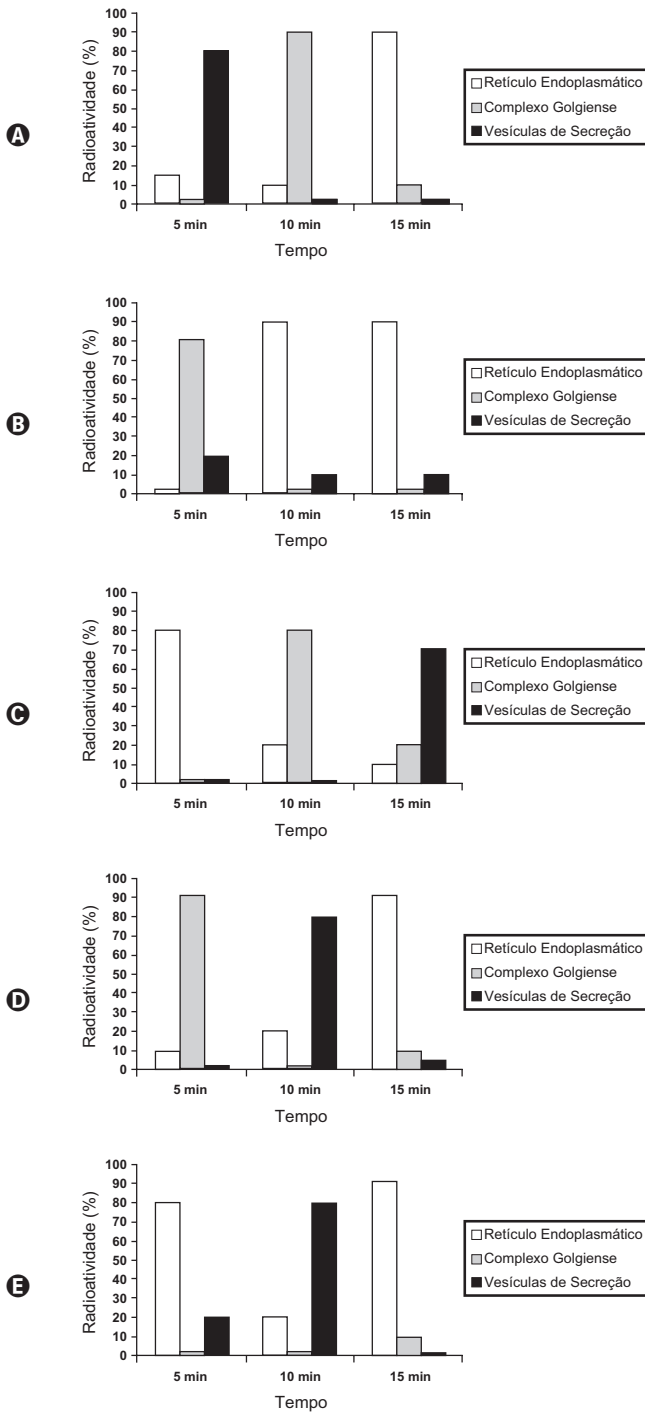 A
Radioatividade (%)
100
90
80
70
60
50
40
30
20
10
0
5 min
10 min
15 min
Tempo
Retículo Endoplasmático
Complexo Golgiense
Vesículas de Secreção
B
Radioatividade (%)
100
90
80
70
60
50
40
30
20
10
0
5 min
10 min
15 min
Tempo
Retículo Endoplasmático
Complexo Golgiense
Vesículas de Secreção
C
Radioatividade (%)
100
90
80
70
60
50
40
30
20
10
0
5 min
10 min
15 min
Tempo
Retículo Endoplasmático
Complexo Golgiense
Vesículas de Secreção
D
Radioatividade (%)
100
90
80
70
60
50
40
30
20
10
0
5 min
10 min
15 min
Tempo
Retículo Endoplasmático
Complexo Golgiense
Vesículas de Secreção
E
Radioatividade (%)
100
90
80
70
60
50
40
30
20
10
0
5 min
10 min
15 min
Tempo
Retículo Endoplasmático
Complexo Golgiense
Vesículas de Secreção